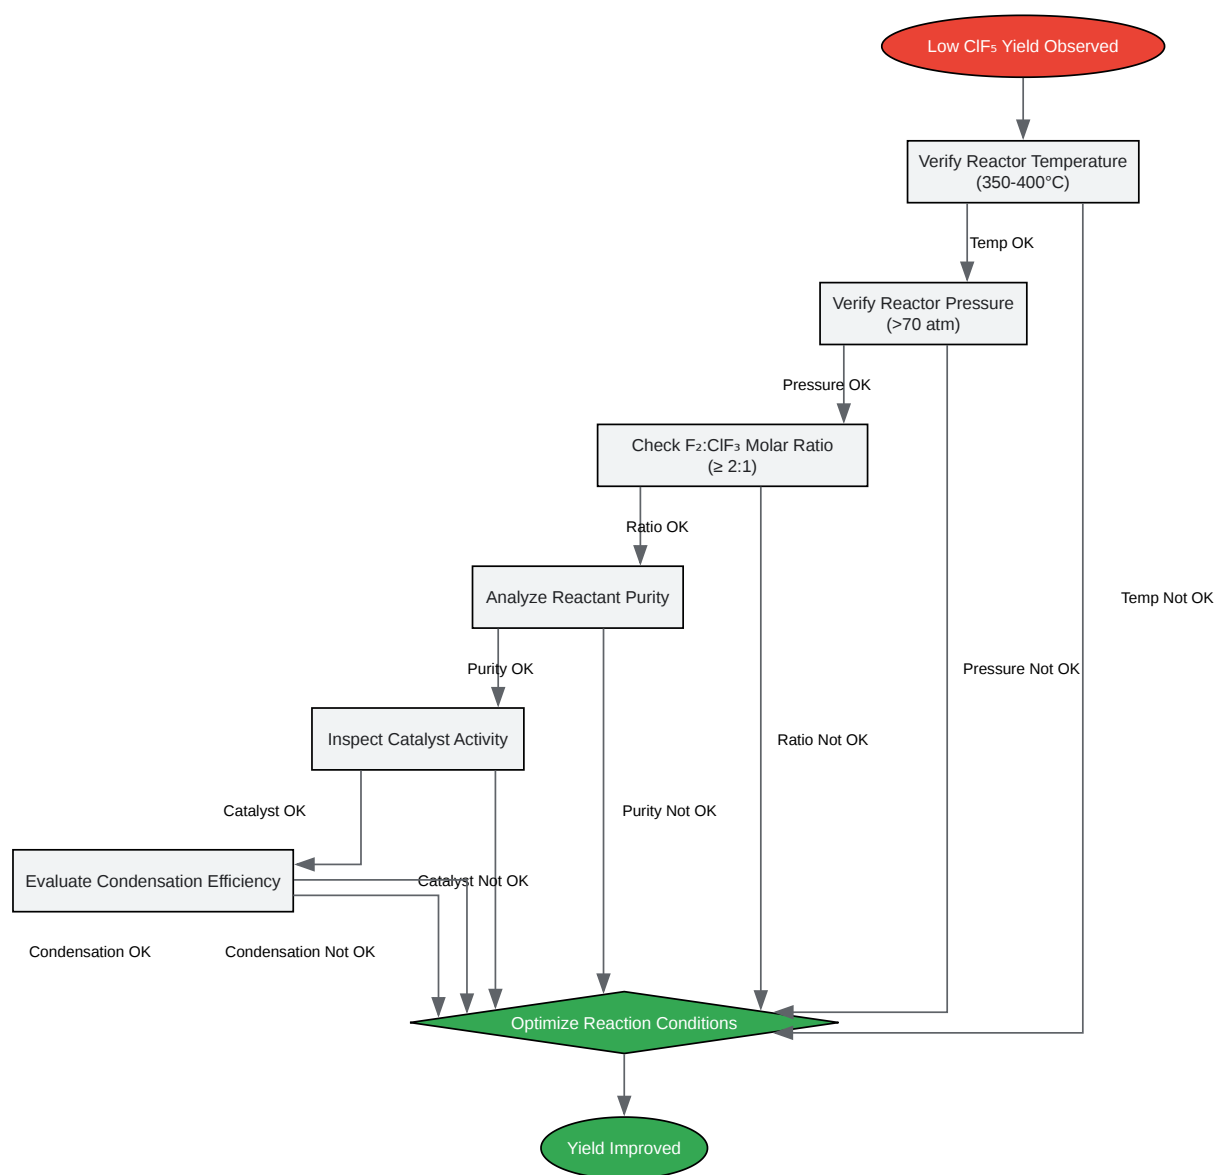 Low ClF₅ Yield Observed
Verify Reactor Temperature
(350-400°C)
Temp OK
Verify Reactor Pressure
(>70 atm)
Pressure OK
Check F₂:ClF₃ Molar Ratio
(≥ 2:1)
Ratio OK
Analyze Reactant Purity
Temp Not OK
Purity OK
Pressure Not OK
Inspect Catalyst Activity
Ratio Not OK
Catalyst OK
Purity Not OK
Evaluate Condensation Efficiency
Catalyst Not OK
Condensation OK
Condensation Not OK
Optimize Reaction Conditions
Yield Improved